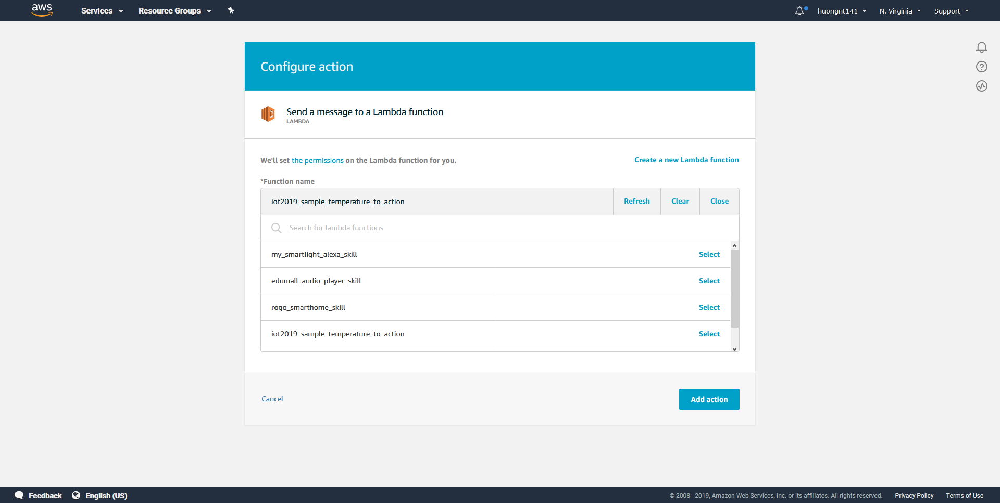 aws Services Resource Groups huongnt141 N. Virginia Support
Configure action
Send a message to a Lambda function
LAMBDA
We'll set the permissions on the Lambda function for you. Create a new Lambda function
*Function name
iot2019_sample_temperature_to_action Refresh Clear Close
Search for lambda functions
my_smartlight_alexa_skill Select
edumall_audio_player_skill Select
rogo_smarthome_skill Select
iot2019_sample_temperature_to_action Select
Cancel Add action
Feedback English (US) © 2008 - 2019, Amazon Web Services, Inc. or its affiliates. All rights reserved. Privacy Policy Terms of Use